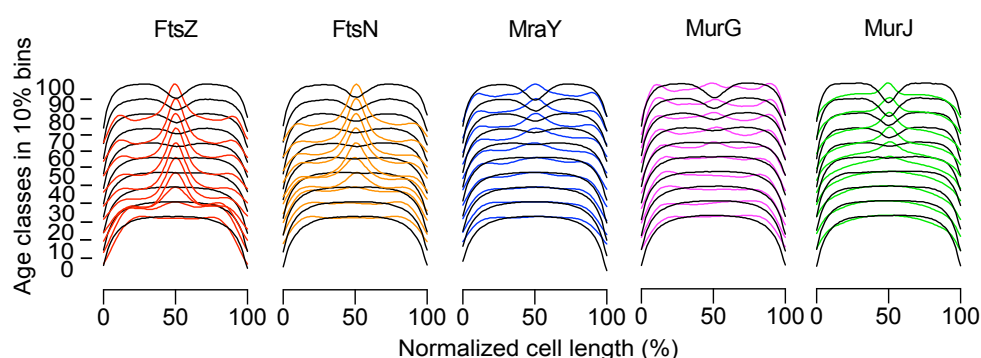 FtsZ FtsN MraY MurG MurJ
Age classes in 10% bins
100
90
80
70
60
50
40
30
20
10
0
0 50 100 0 50 100 0 50 100 0 50 100 0 50 100
Normalized cell length (%)